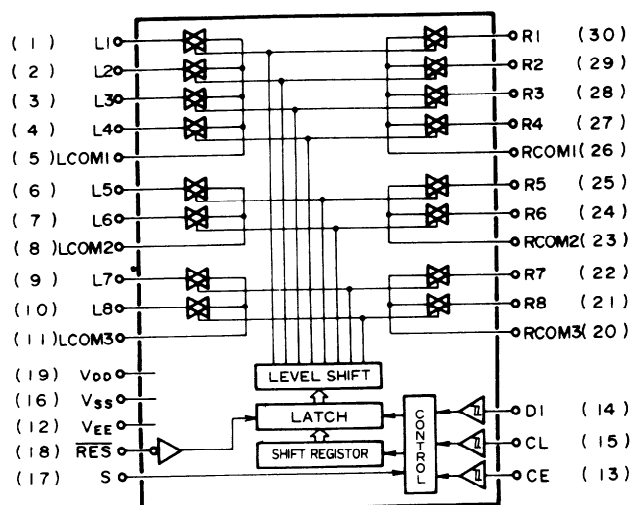 (1) L1 R1 (30)
(2) L2 R2 (29)
(3) L3 R3 (28)
(4) L4 R4 (27)
(5) LCOM1 RCOM1 (26)
(6) L5 R5 (25)
(7) L6 R6 (24)
(8) LCOM2 RCOM2 (23)
(9) L7 R7 (22)
(10) L8 R8 (21)
(11) LCOM3 RCOM3 (20)
(19) VDD LEVEL SHIFT
(16) VSS LATCH CONTROL DI (14)
(12) VEE
(18) RES SHIFT REGISTOR CL (15)
(17) S CE (13)